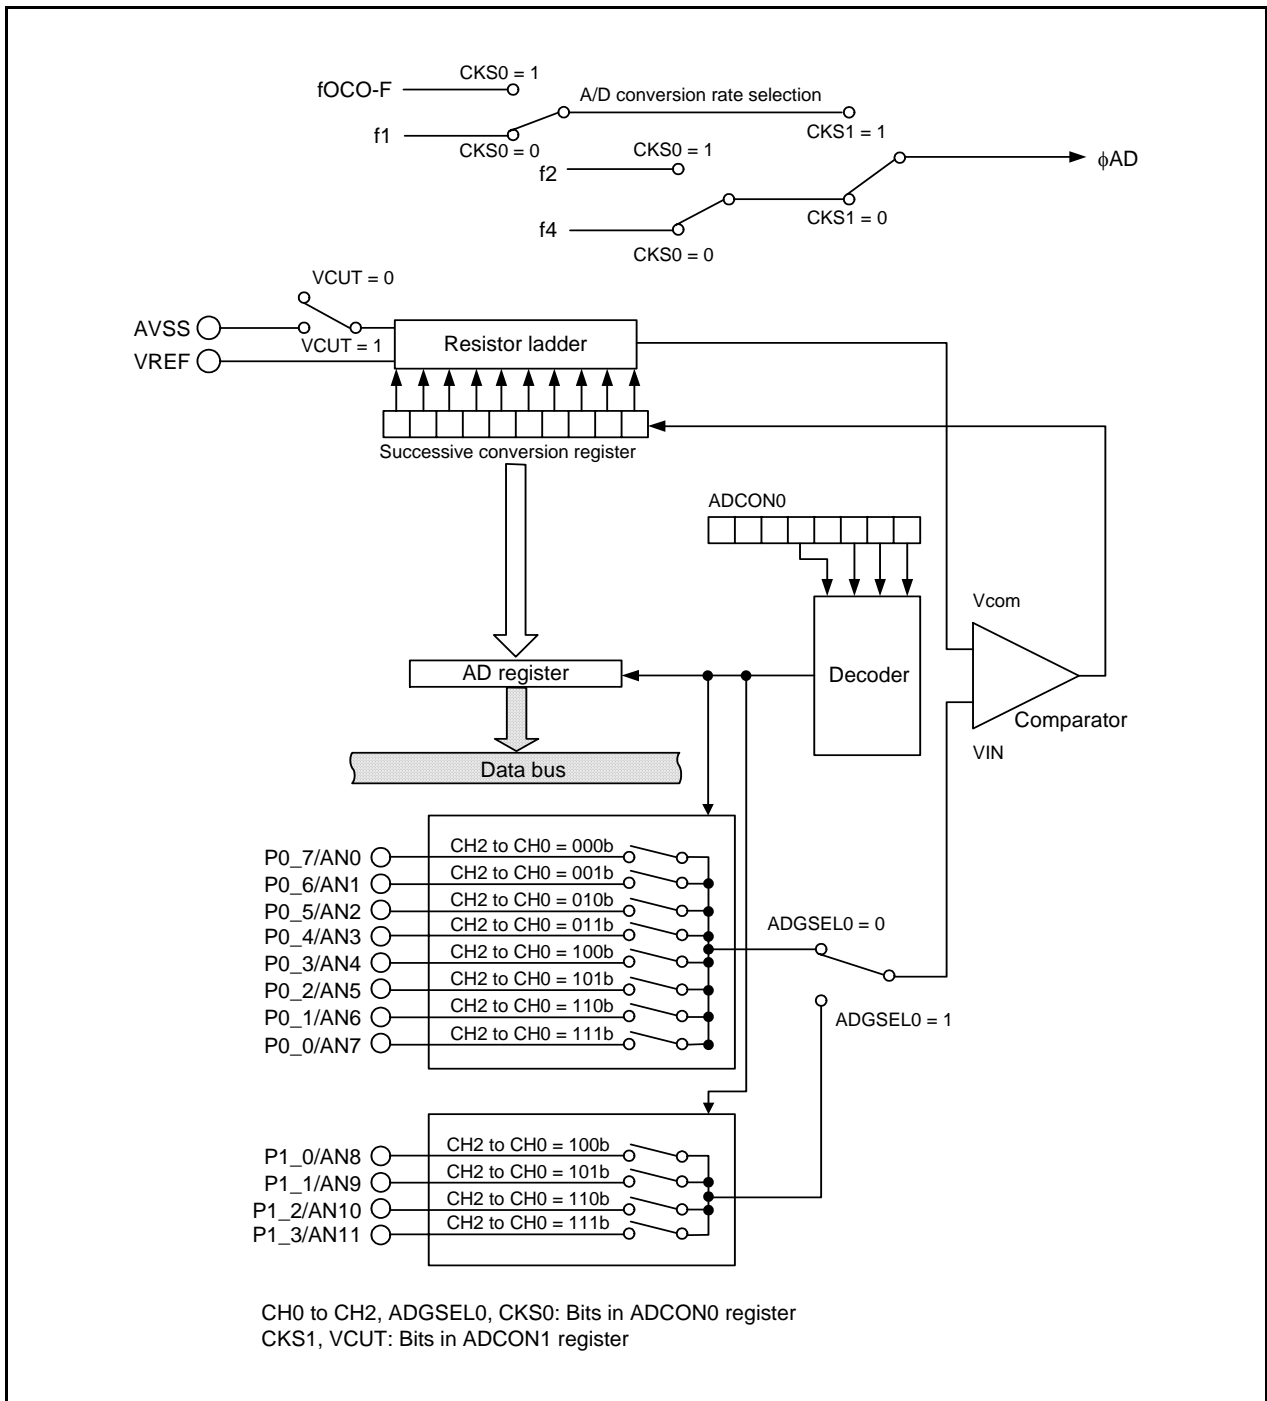 CKS0 = 1
fOCO-F
A/D conversion rate selection
f1
CKS0 = 0
CKS1 = 1
CKS0 = 1
f2
ϕAD
CKS1 = 0
f4
CKS0 = 0
VCUT = 0
AVSS
VCUT = 1
Resistor ladder
VREF
Successive conversion register
ADCON0
Vcom
AD register
Decoder
Comparator
VIN
Data bus
P0_7/AN0 CH2 to CH0 = 000b
P0_6/AN1 CH2 to CH0 = 001b
P0_5/AN2 CH2 to CH0 = 010b
P0_4/AN3 CH2 to CH0 = 011b
P0_3/AN4 CH2 to CH0 = 100b
P0_2/AN5 CH2 to CH0 = 101b
P0_1/AN6 CH2 to CH0 = 110b
P0_0/AN7 CH2 to CH0 = 111b
ADGSEL0 = 0
ADGSEL0 = 1
P1_0/AN8 CH2 to CH0 = 100b
P1_1/AN9 CH2 to CH0 = 101b
P1_2/AN10 CH2 to CH0 = 110b
P1_3/AN11 CH2 to CH0 = 111b
CH0 to CH2, ADGSEL0, CKS0: Bits in ADCON0 register
CKS1, VCUT: Bits in ADCON1 register